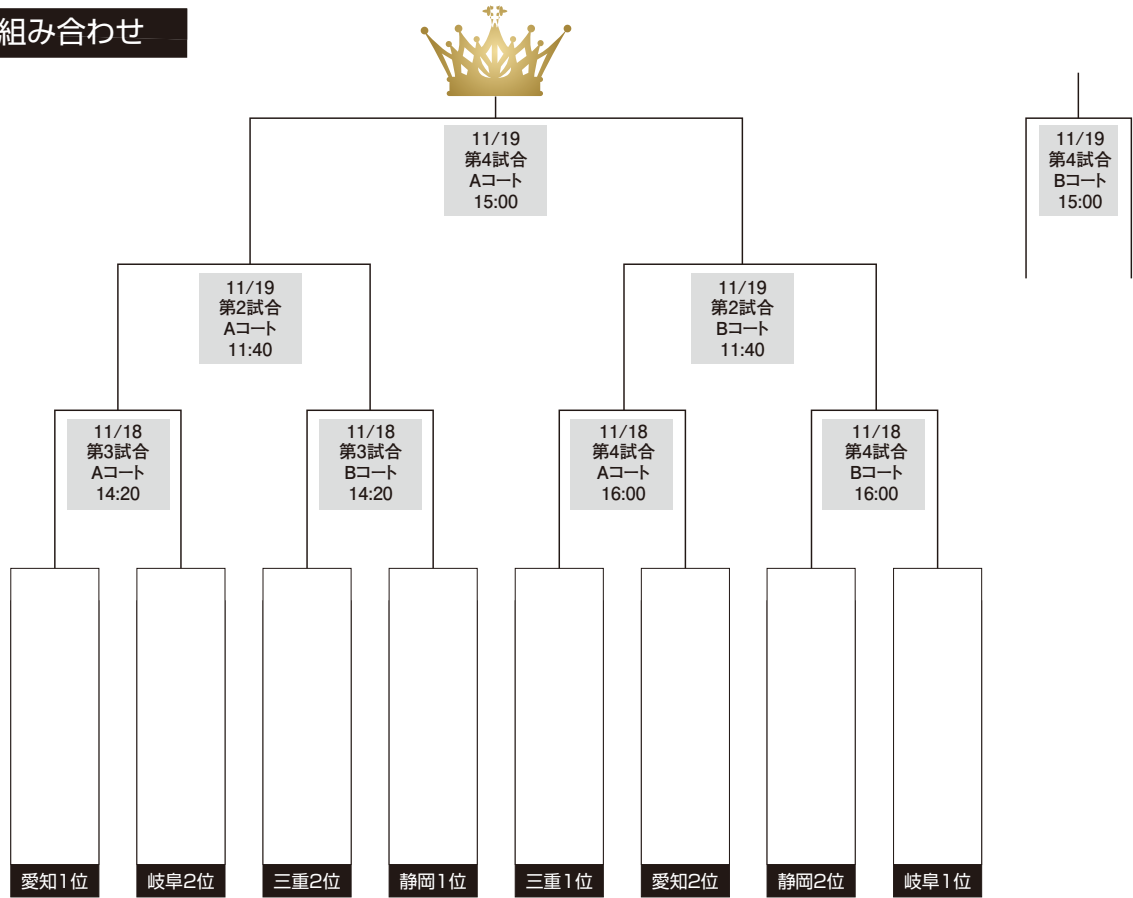 組み合わせ
11/19
第4試合
Aコート
15:00
11/19
第4試合
Bコート
15:00
11/19
第2試合
Aコート
11:40
11/19
第2試合
Bコート
11:40
11/18
第3試合
Aコート
14:20
11/18
第3試合
Bコート
14:20
11/18
第4試合
Aコート
16:00
11/18
第4試合
Bコート
16:00
愛知1位
岐阜2位
三重2位
静岡1位
三重1位
愛知2位
静岡2位
岐阜1位